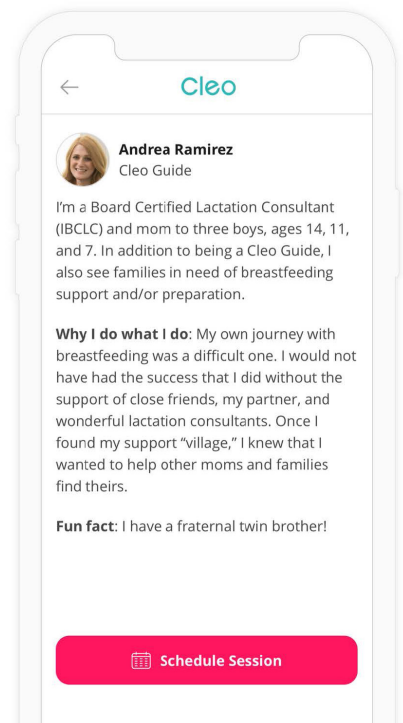 Cleo
Andrea Ramirez
Cleo Guide
I'm a Board Certified Lactation Consultant
(IBCLC) and mom to three boys, ages 14, 11,
and 7. In addition to being a Cleo Guide, I
also see families in need of breastfeeding
support and/or preparation.
Why I do what I do: My own journey with
breastfeeding was a difficult one. I would not
have had the success that I did without the
support of close friends, my partner, and
wonderful lactation consultants. Once I
found my support “village,” I knew that I
wanted to help other moms and families
find theirs.
Fun fact: I have a fraternal twin brother!
Schedule Session